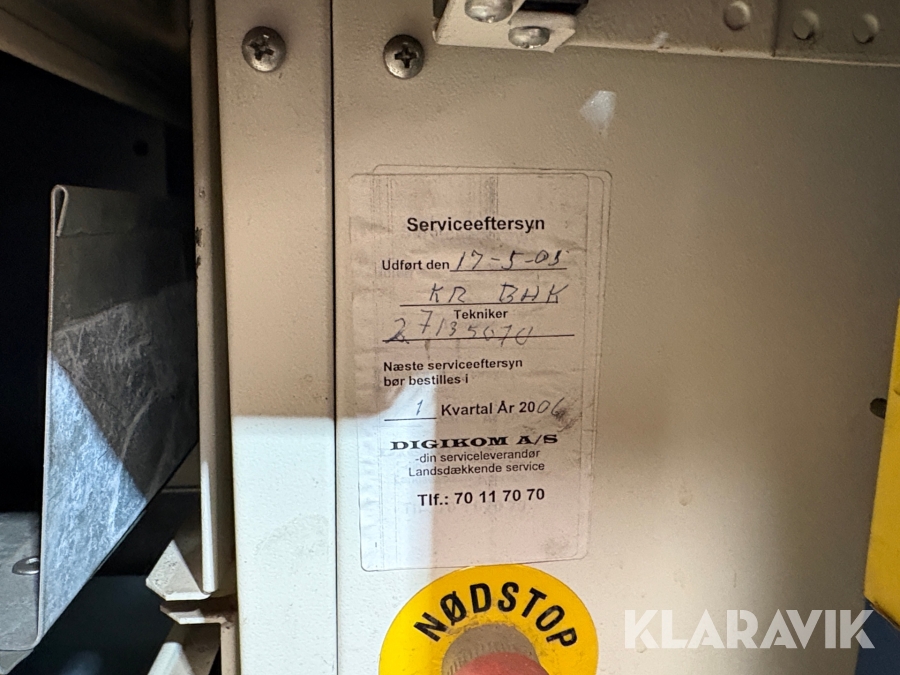 Serviceeftersyn
Udført den 17-5-05
KR BHK
Tekniker
27135070
Næste serviceeftersyn
bør bestilles i
1 Kvartal År 2006
DIGIKOM A/S
-din serviceleverandør
Landsdækkende service
Tlf.: 70 11 70 70
NØDSTOP
KLARAVIK